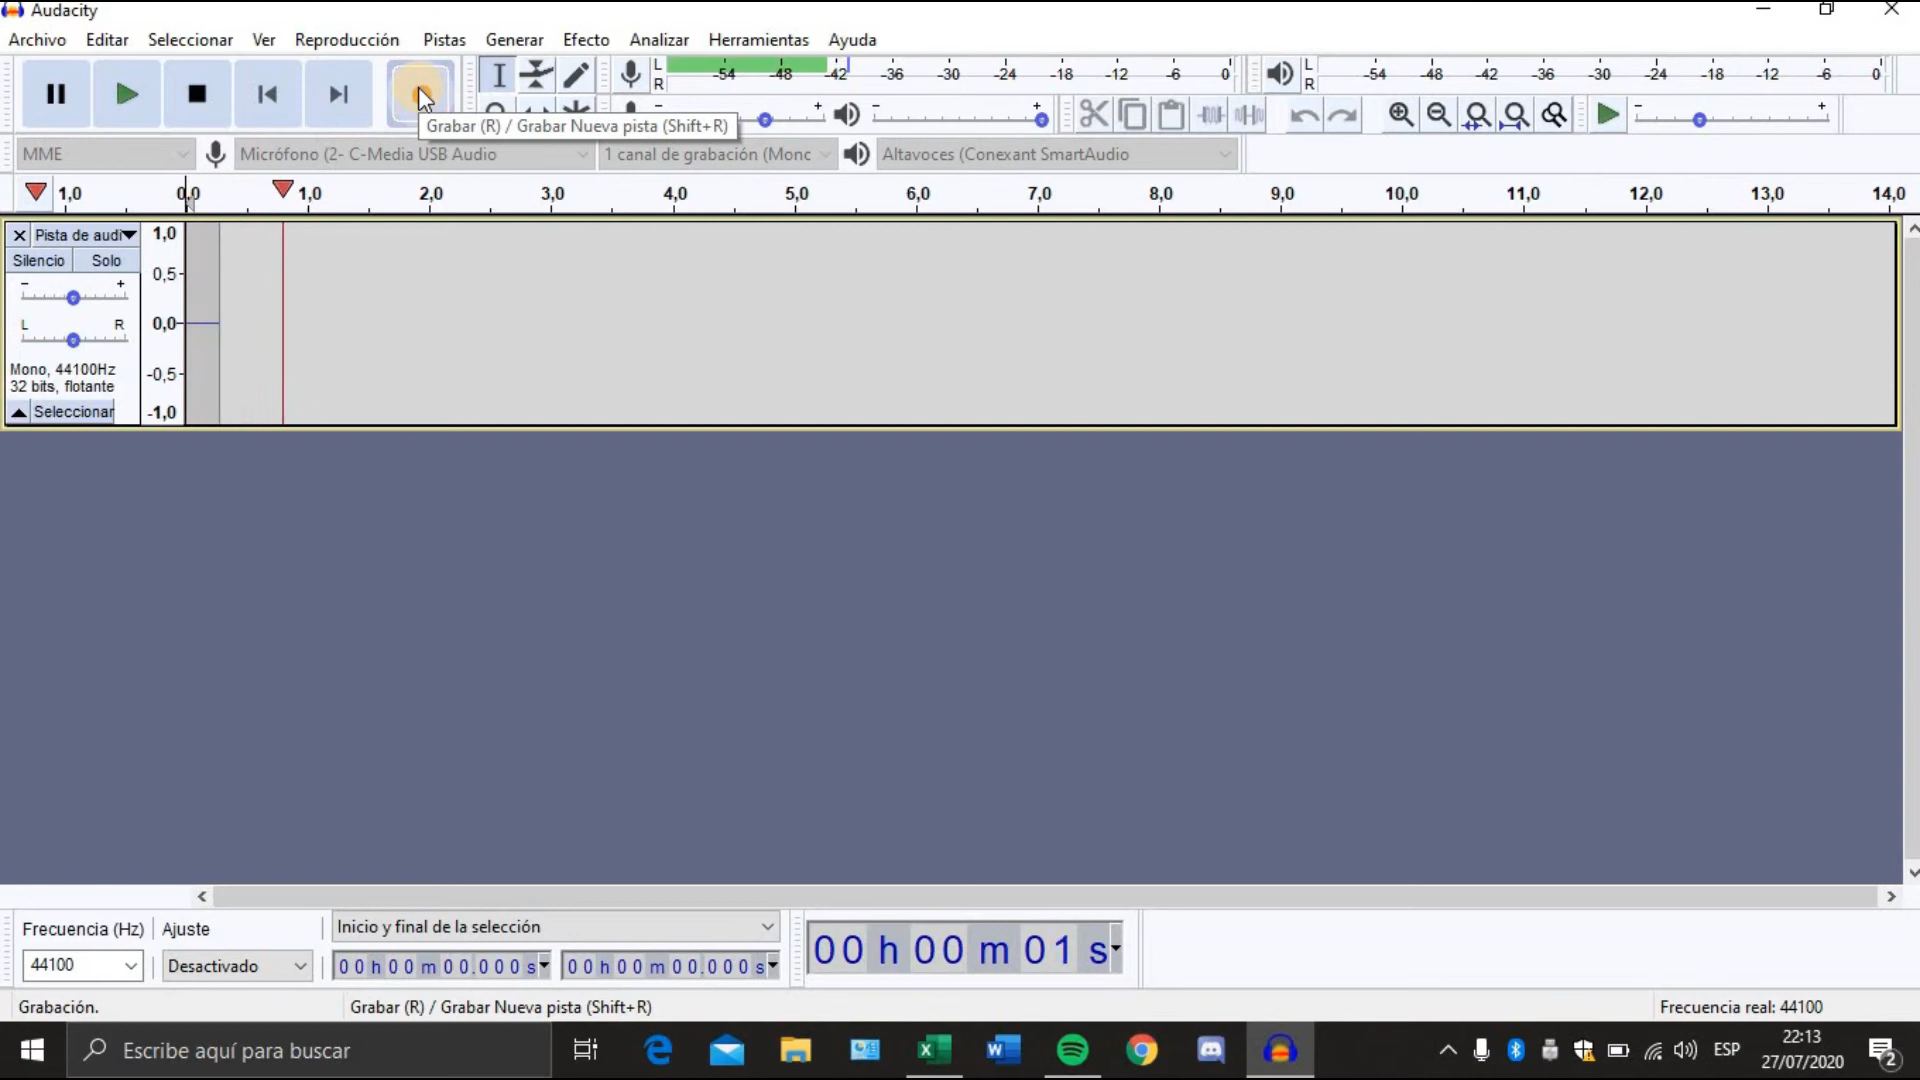 Audacity
Archivo Editar Seleccionar Ver Reproducción Pistas Generar Efecto Analizar Herramientas Ayuda
L R -54 -48 -42 -36 -30 -24 -18 -12 -6 0 L R -54 -48 -42 -36 -30 -24 -18 -12 -6 0
Grabar (R) / Grabar Nueva pista (Shift+R)
MME Micrófono (2- C-Media USB Audio 1 canal de grabación (Monc Altavoces (Conexant SmartAudio
1,0 0,0 1,0 2,0 3,0 4,0 5,0 6,0 7,0 8,0 9,0 10,0 11,0 12,0 13,0 14,0
Pista de audi 1,0
Silencio Solo
0,5
L R 0,0
Mono, 44100Hz -0,5
32 bits, flotante
Seleccionar -1,0
Frecuencia (Hz) Ajuste Inicio y final de la selección
44100 Desactivado 00 h 00 m 00.000 s 00 h 00 m 00.000 s 00 h 00 m 01 s
Grabación. Grabar (R) / Grabar Nueva pista (Shift+R) Frecuencia real: 44100
Escribe aquí para buscar ESP 22:13
27/07/2020 2